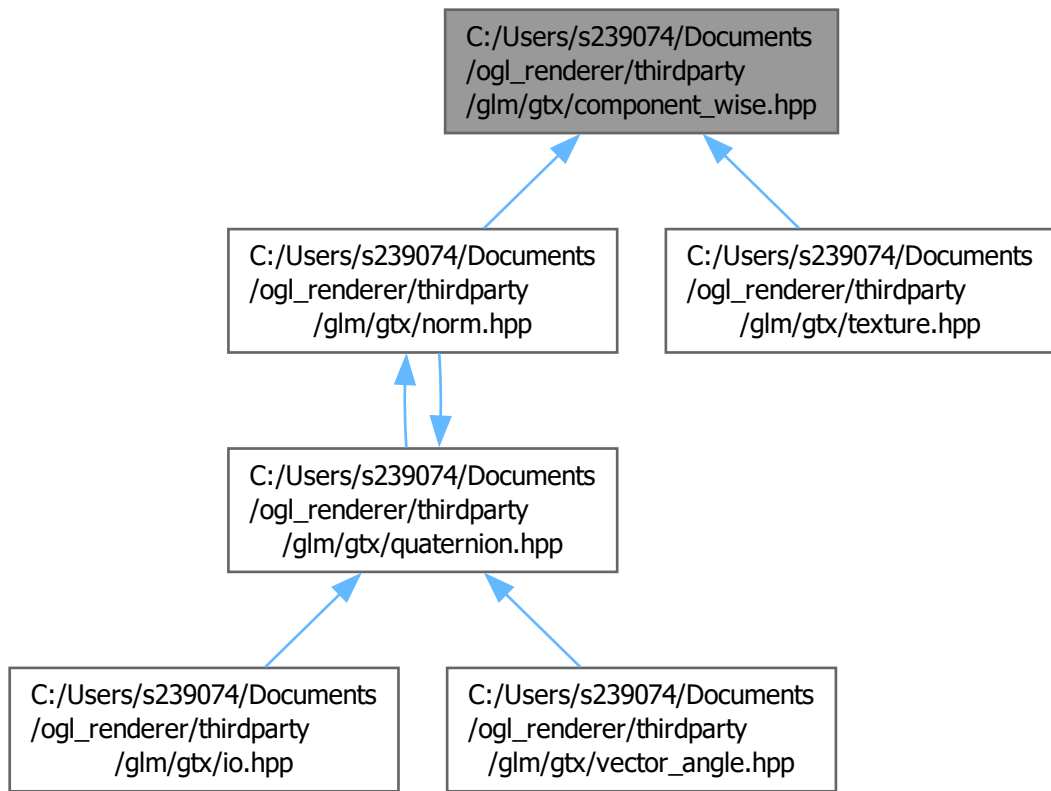 C:/Users/s239074/Documents
/ogl_renderer/thirdparty
/glm/gtx/component_wise.hpp
C:/Users/s239074/Documents
/ogl_renderer/thirdparty
/glm/gtx/norm.hpp
C:/Users/s239074/Documents
/ogl_renderer/thirdparty
/glm/gtx/texture.hpp
C:/Users/s239074/Documents
/ogl_renderer/thirdparty
/glm/gtx/quaternion.hpp
C:/Users/s239074/Documents
/ogl_renderer/thirdparty
/glm/gtx/io.hpp
C:/Users/s239074/Documents
/ogl_renderer/thirdparty
/glm/gtx/vector_angle.hpp